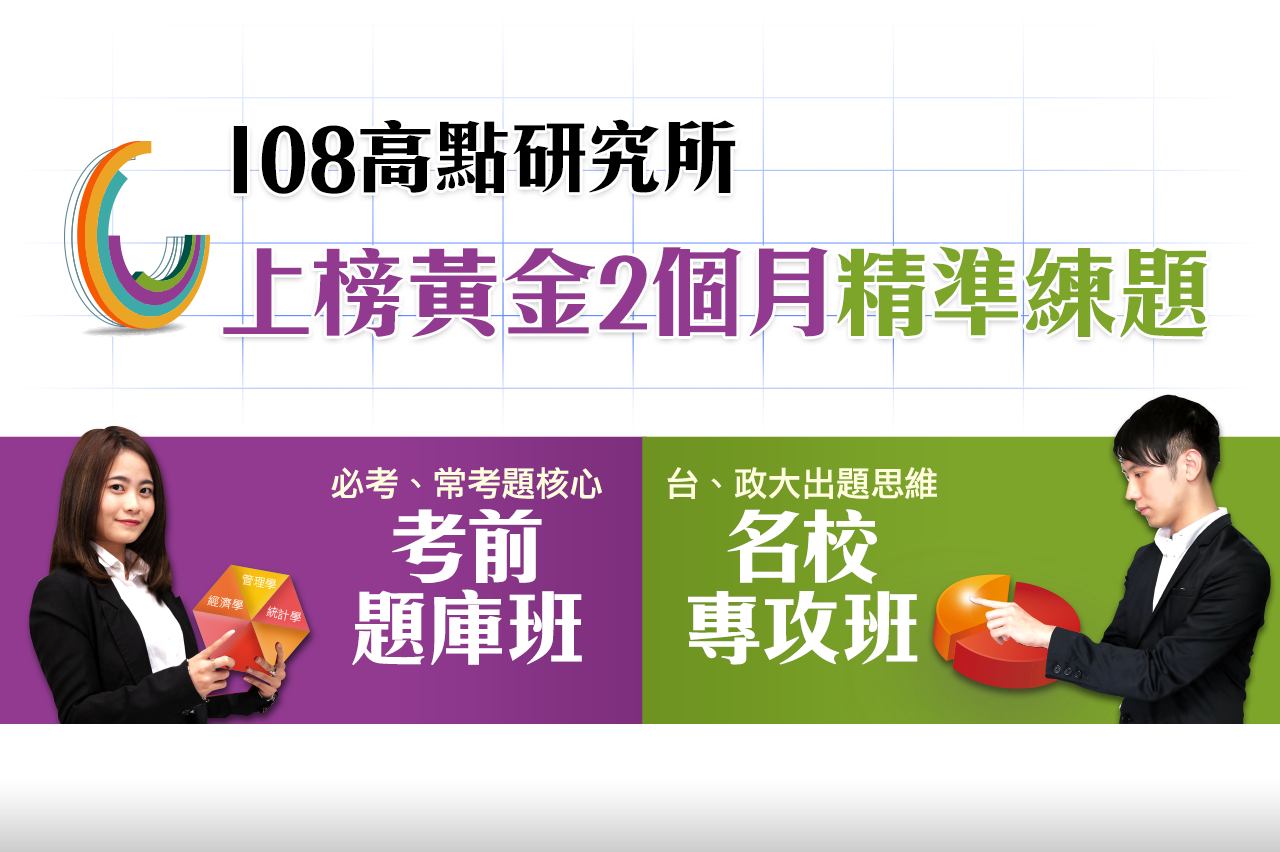 108高點研究所
上榜黃金2個月精準練題
必考、常考題核心
考前
題庫班
管理學
經濟學
統計學
台、政大出題思維
名校
專攻班